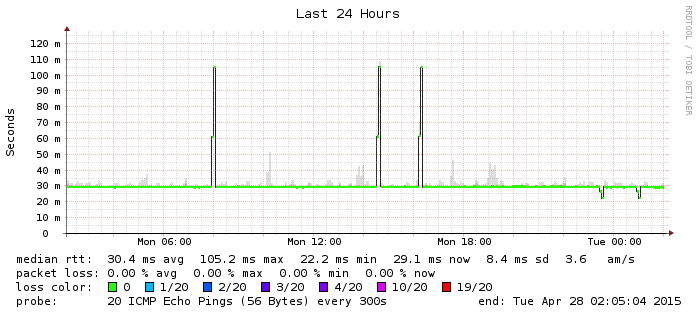 Last 24 Hours
RRDTOOL / TOBI OETIKER
Seconds
120 m
110 m
100 m
90 m
80 m
70 m
60 m
50 m
40 m
30 m
20 m
10 m
0
Mon 06:00 Mon 12:00 Mon 18:00 Tue 00:00
median rtt: 30.4 ms avg 105.2 ms max 22.2 ms min 29.1 ms now 8.4 ms sd 3.6 am/s
packet loss: 0.00 % avg 0.00 % max 0.00 % min 0.00 % now
loss color: 0 1/20 2/20 3/20 4/20 10/20 19/20
probe: 20 ICMP Echo Pings (56 Bytes) every 300s end: Tue Apr 28 02:05:04 2015